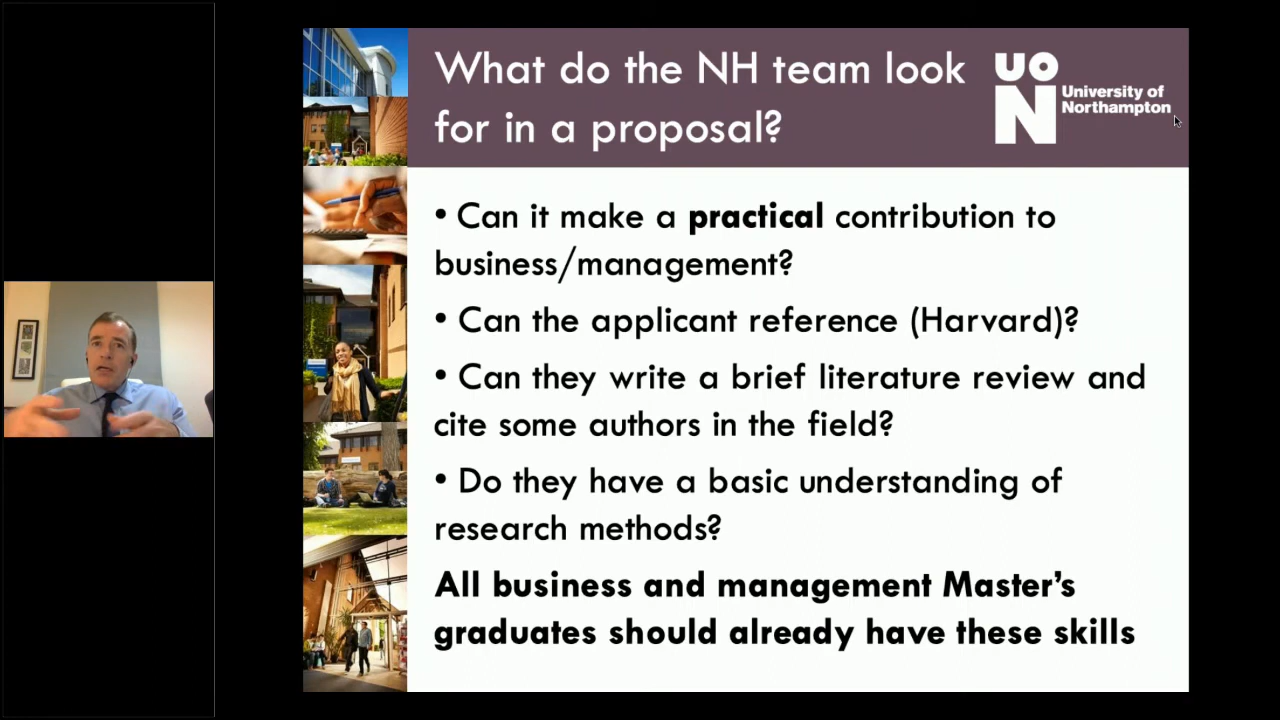 What do the NH team look
for in a proposal?
UON
University of
Northampton
• Can it make a practical contribution to
business/management?
• Can the applicant reference (Harvard)?
• Can they write a brief literature review and
cite some authors in the field?
• Do they have a basic understanding of
research methods?
All business and management Master's
graduates should already have these skills